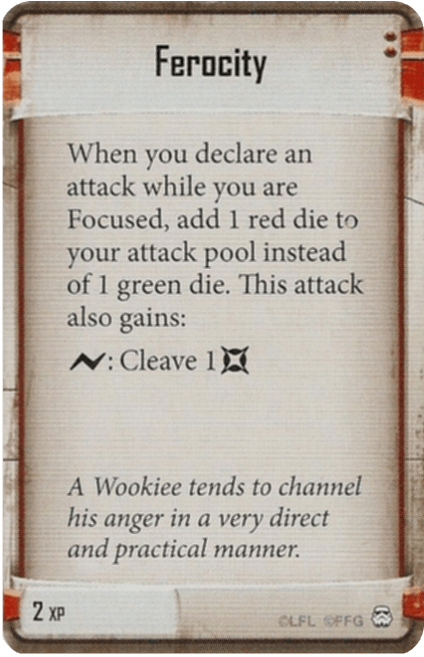 Ferocity
When you declare an
attack while you are
Focused, add 1 red die to
your attack pool instead
of 1 green die. This attack
also gains:
: Cleave 1
A Wookiee tends to channel
his anger in a very direct
and practical manner.
2 XP
©LFL ©FFG